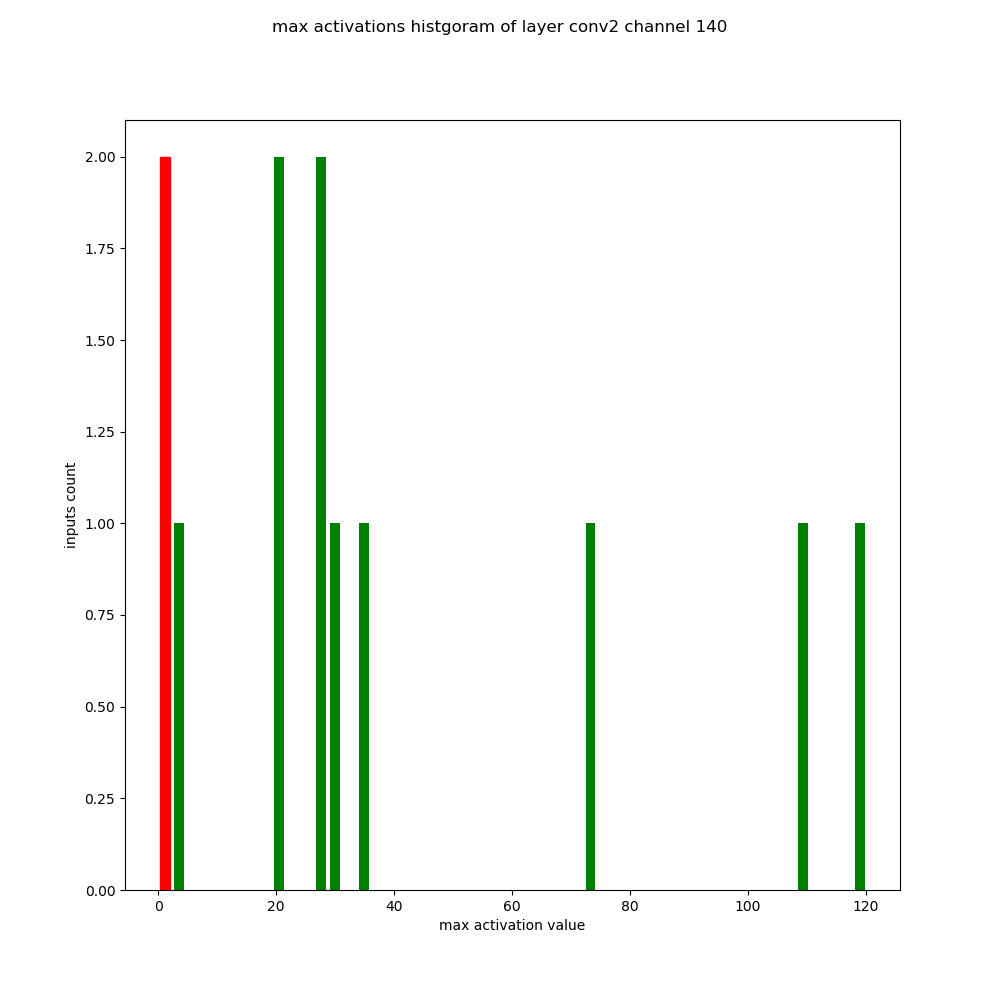 max activations histgoram of layer conv2 channel 140
2.00
1.75
1.50
1.25
1.00
0.75
0.50
0.25
0.00
inputs count
0 20 40 60 80 100 120
max activation value